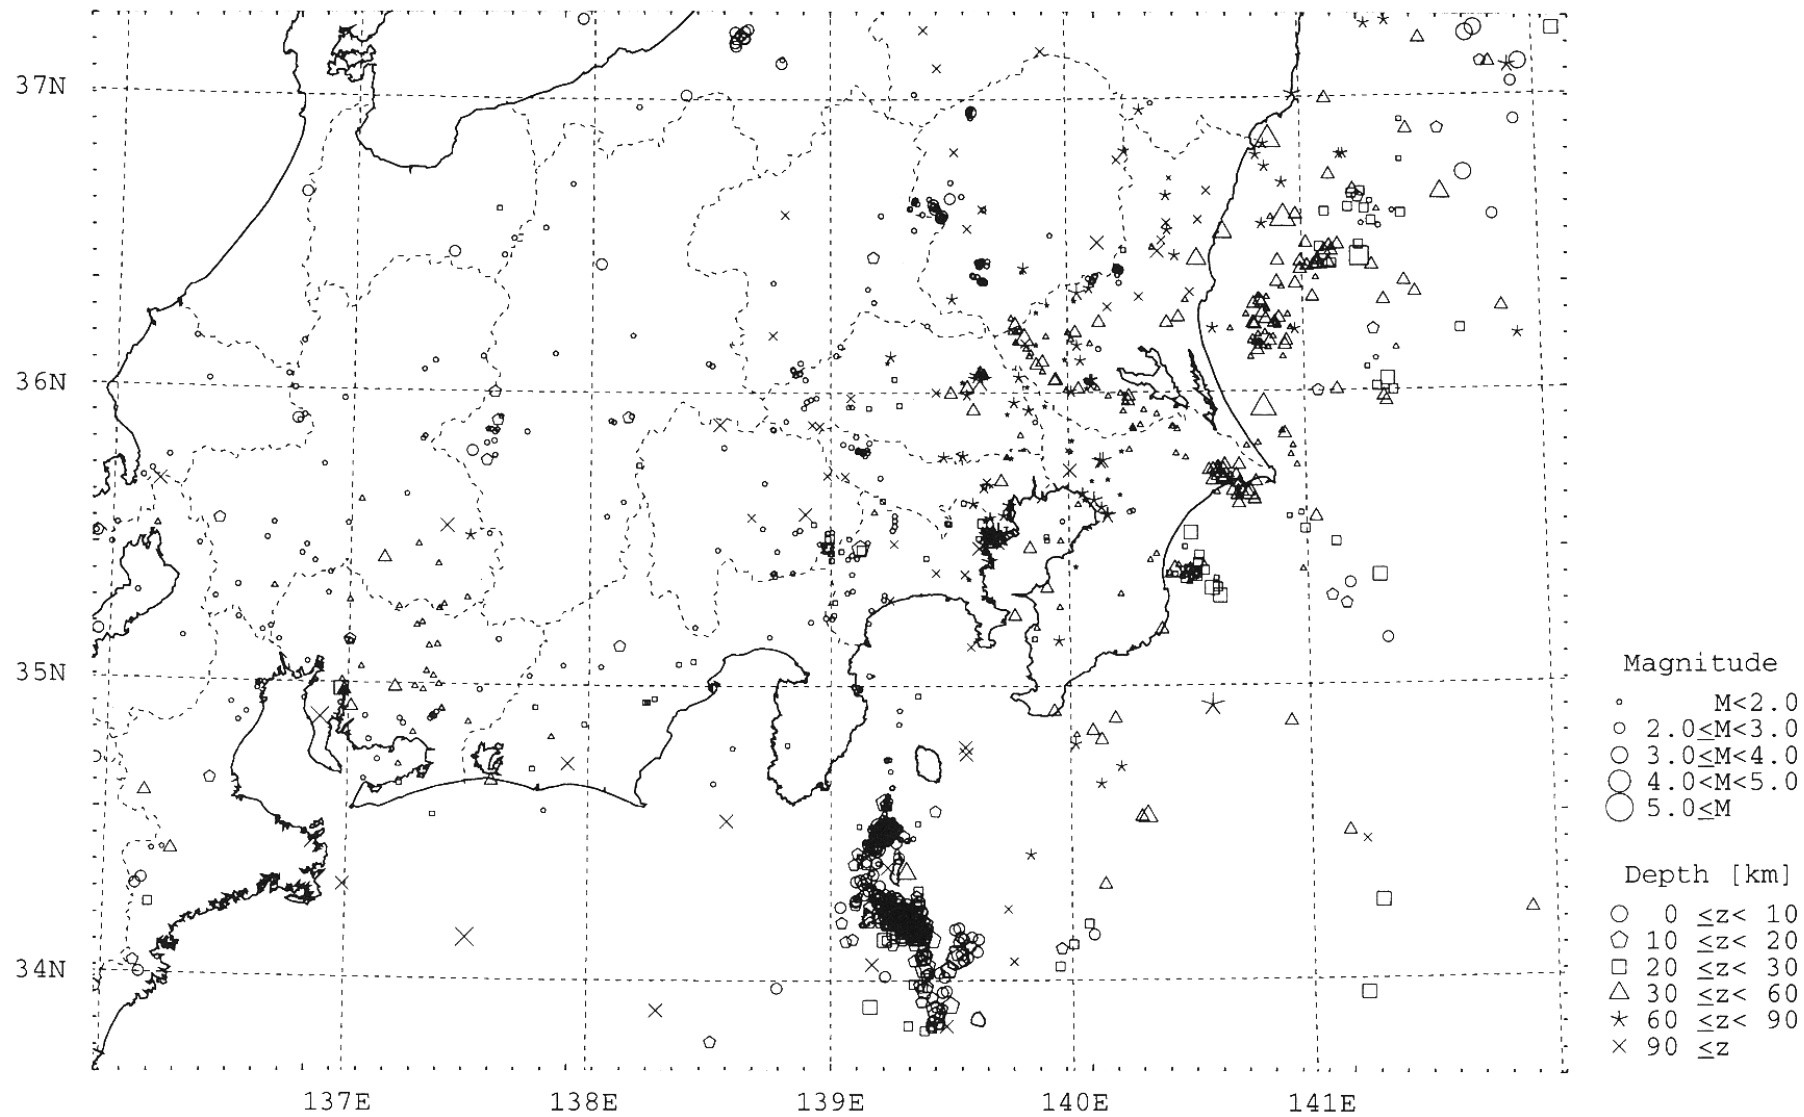 37N
36N
35N
34N
137E 138E 139E 140E 141E
Magnitude
M<2.0
2.0≤M<3.0
3.0≤M<4.0
4.0<M<5.0
5.0≤M
Depth [km]
0 ≤z< 10
10 ≤z< 20
20 ≤z< 30
30 ≤z< 60
60 ≤z< 90
90 ≤z